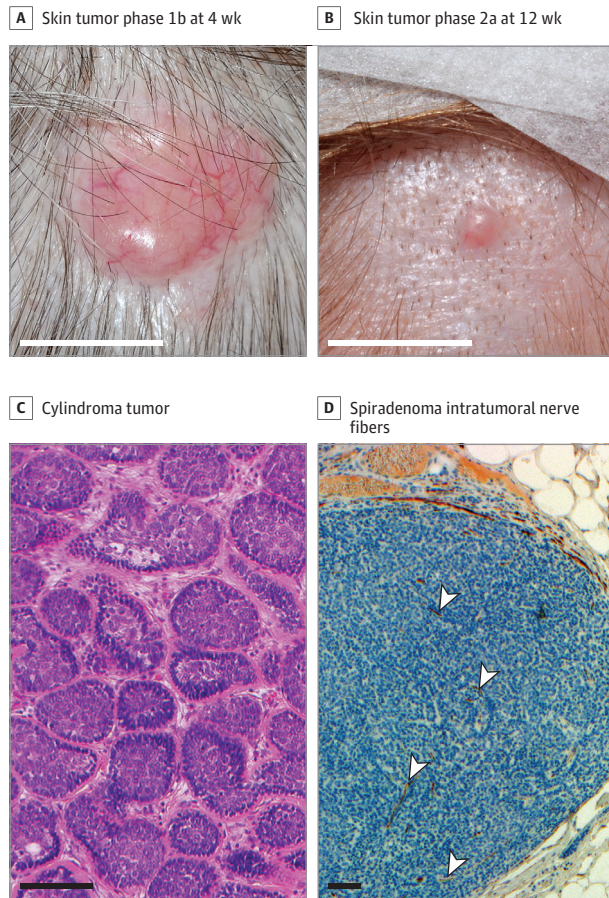 A Skin tumor phase 1b at 4 wk
B Skin tumor phase 2a at 12 wk
C Cylindroma tumor
D Spiradenoma intratumoral nerve
fibers